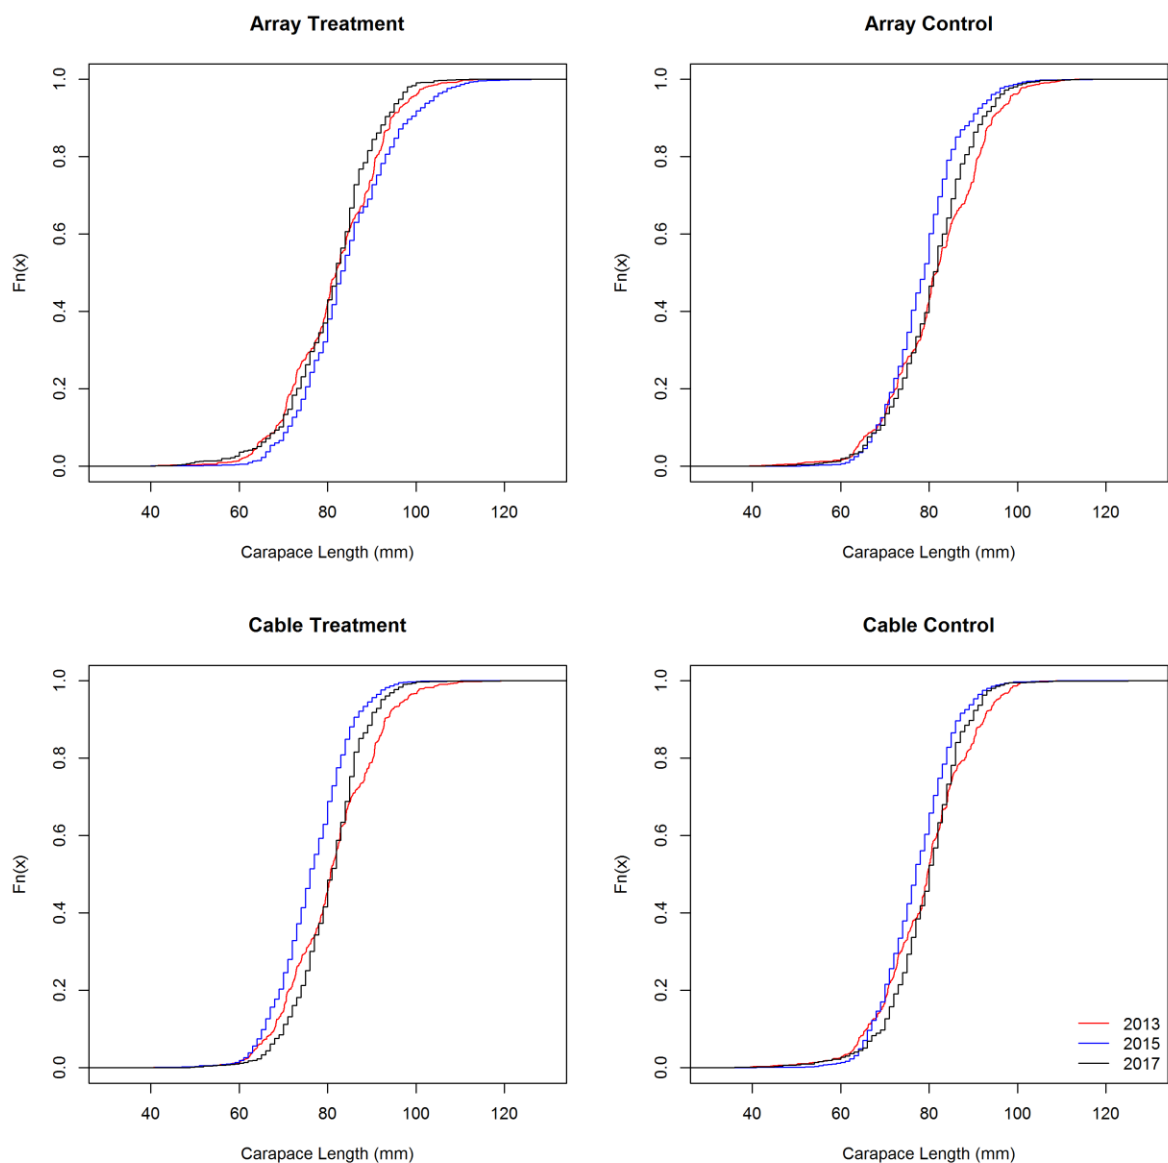 Array Treatment
Fn(x)
0.0 0.2 0.4 0.6 0.8 1.0
40 60 80 100 120
Carapace Length (mm)
Array Control
Fn(x)
0.0 0.2 0.4 0.6 0.8 1.0
40 60 80 100 120
Carapace Length (mm)
Cable Treatment
Fn(x)
0.0 0.2 0.4 0.6 0.8 1.0
40 60 80 100 120
Carapace Length (mm)
Cable Control
Fn(x)
0.0 0.2 0.4 0.6 0.8 1.0
2013
2015
2017
40 60 80 100 120
Carapace Length (mm)